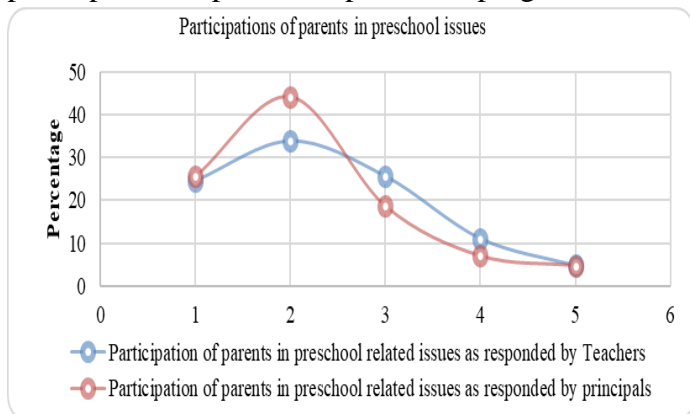 Participations of parents in preschool issues
50
40
30
20
10
0
Percentage
0 1 2 3 4 5 6
Participation of parents in preschool related issues as responded by Teachers
Participation of parents in preschool related issues as responded by principals